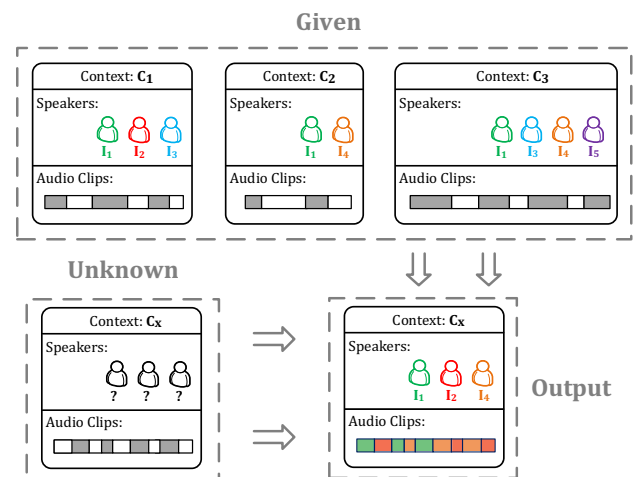 Given
Context: C1
Speakers:
I1 I2 I3
Audio Clips:
Context: C2
Speakers:
I1 I4
Audio Clips:
Context: C3
Speakers:
I1 I3 I4 I5
Audio Clips:
Unknown
Context: Cx
Speakers:
? ? ?
Audio Clips:
Context: Cx
Speakers:
I1 I2 I4
Audio Clips:
Output